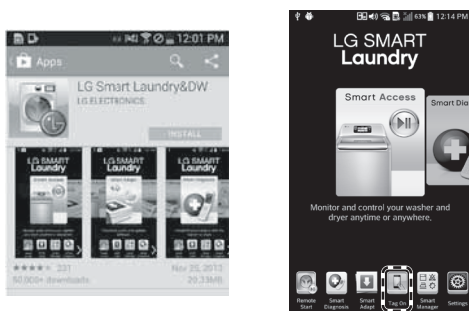 12:01 PM
Apps
LG Smart Laundry&DW
LG ELECTRONICS
INSTALL
LG SMART
Laundry
LG SMART
Laundry
LG SMART
Laundry
331
Nov 25, 2013
50,000+ downloads
20.33MB
63% 12:14 PM
LG SMART
Laundry
Smart Access
Smart Dia
Monitor and control your washer and
dryer anytime or anywhere.
Remote Start
Smart Diagnosis
Smart Adapt
Tag On
Smart Manager
Settings